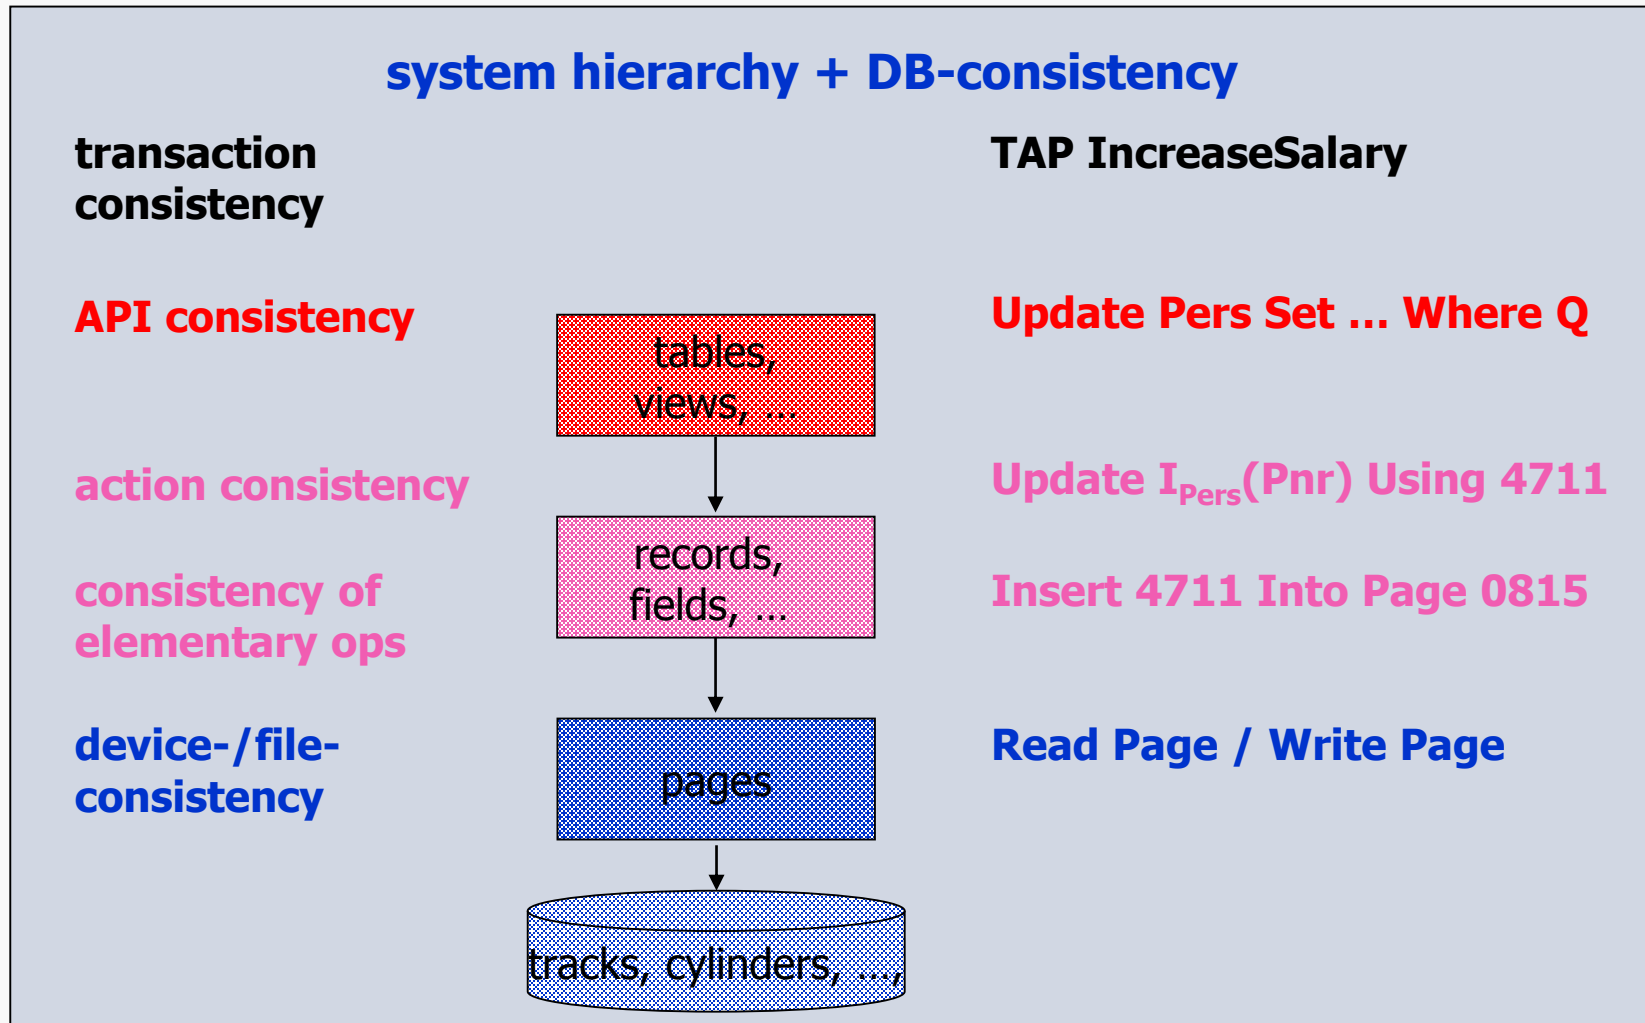 system hierarchy + DB-consistency
transaction
consistency
TAP IncreaseSalary
API consistency
Update Pers Set ... Where Q
tables,
views, ...
action consistency
Update I_Pers(Pnr) Using 4711
records,
fields, ...
consistency of
elementary ops
Insert 4711 Into Page 0815
device-/file-
consistency
Read Page / Write Page
pages
tracks, cylinders, ...,